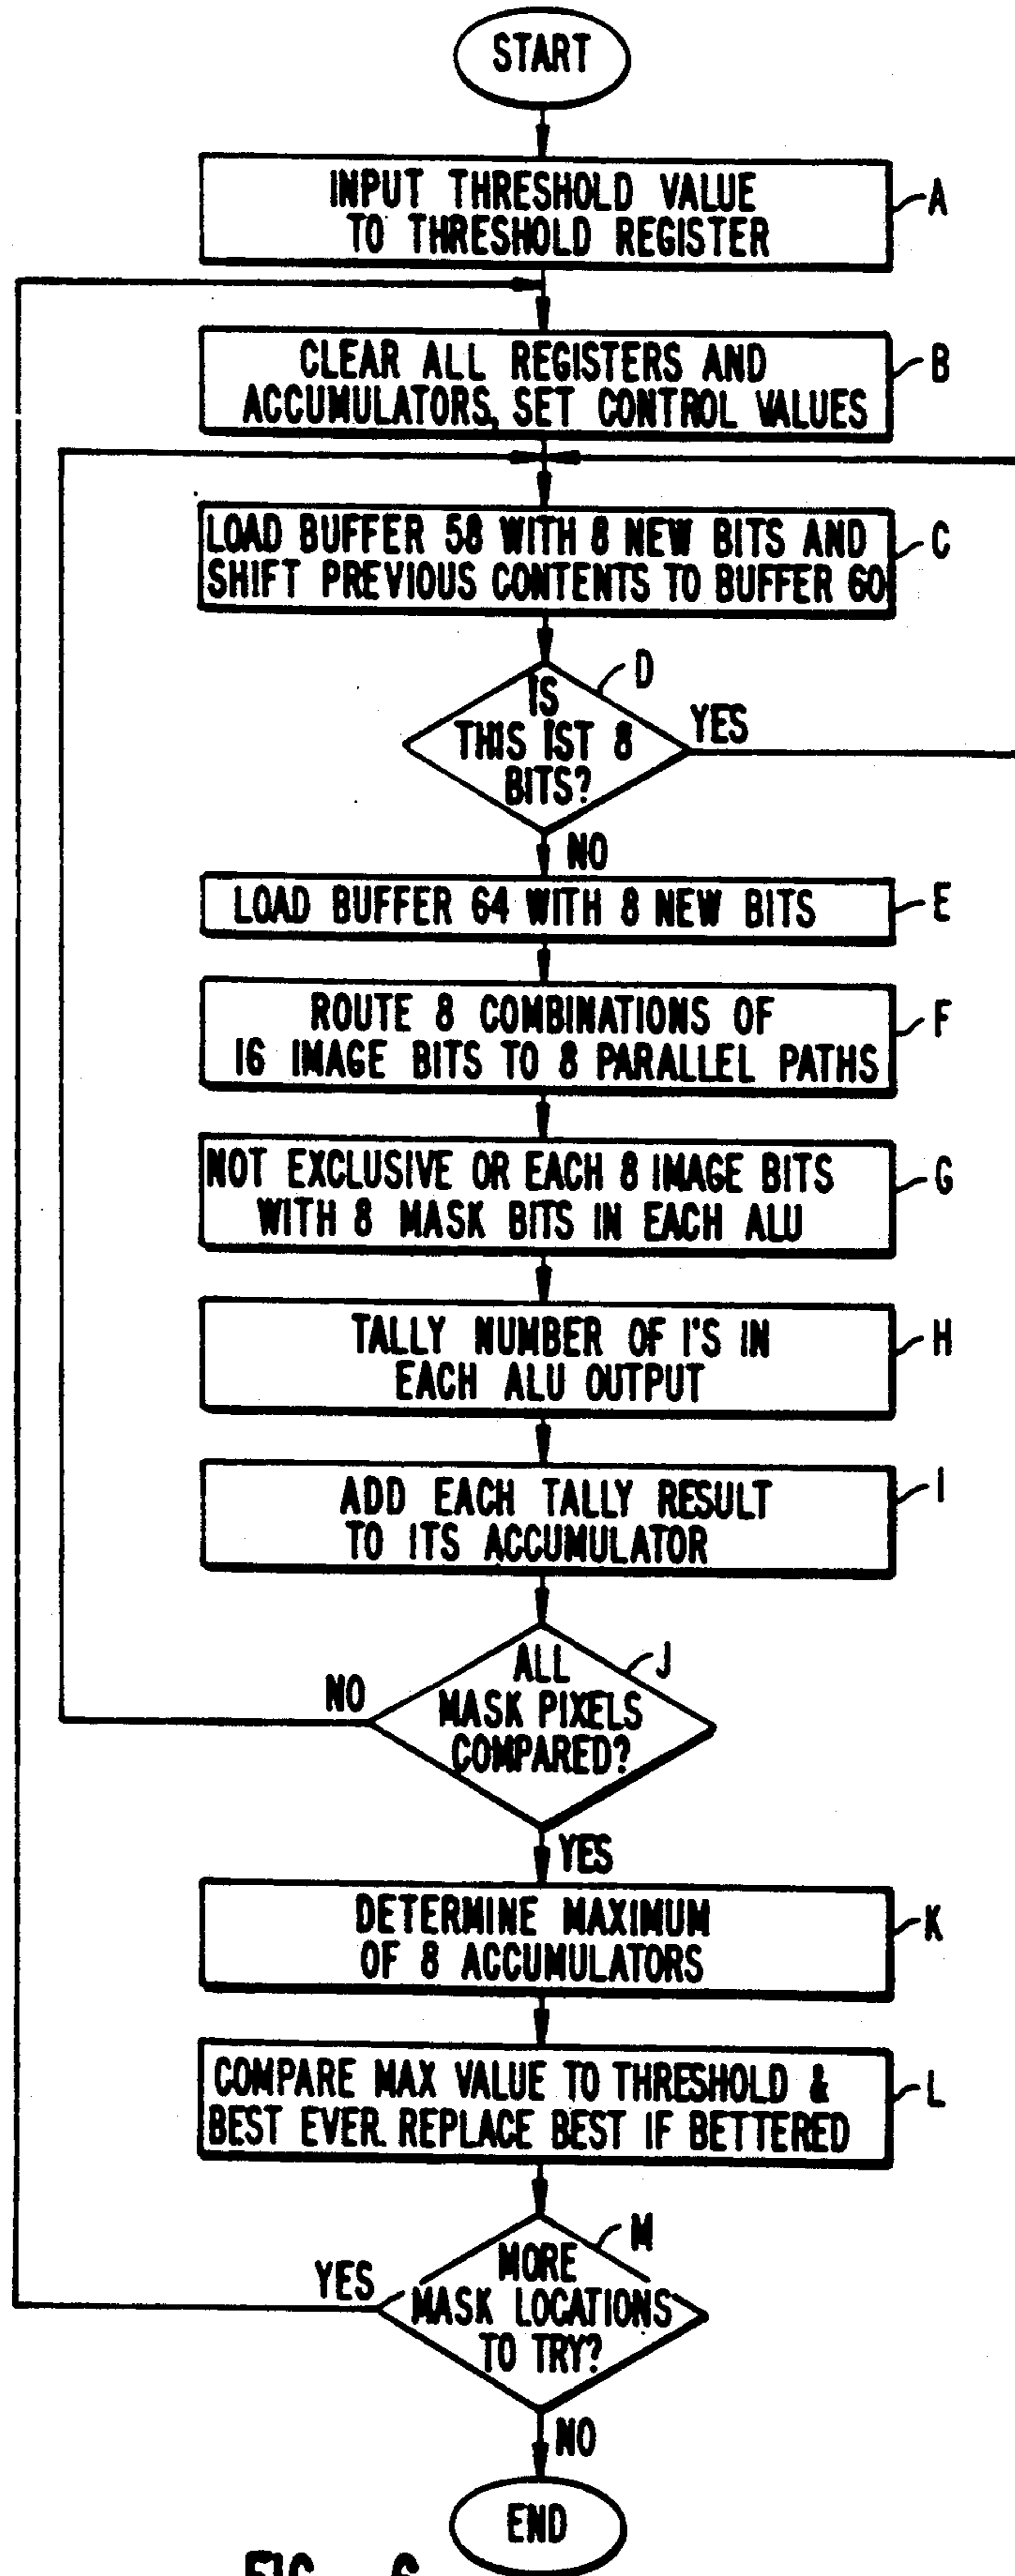 START
INPUT THRESHOLD VALUE
TO THRESHOLD REGISTER
A
CLEAR ALL REGISTERS AND
ACCUMULATORS, SET CONTROL VALUES
B
LOAD BUFFER 58 WITH 8 NEW BITS AND
SHIFT PREVIOUS CONTENTS TO BUFFER 60
C
D
IS
THIS 1ST 8
BITS?
YES
NO
LOAD BUFFER 64 WITH 8 NEW BITS
E
ROUTE 8 COMBINATIONS OF
16 IMAGE BITS TO 8 PARALLEL PATHS
F
NOT EXCLUSIVE OR EACH 8 IMAGE BITS
WITH 8 MASK BITS IN EACH ALU
G
TALLY NUMBER OF 1'S IN
EACH ALU OUTPUT
H
ADD EACH TALLY RESULT
TO ITS ACCUMULATOR
I
J
ALL
MASK PIXELS
COMPARED?
NO
YES
DETERMINE MAXIMUM
OF 8 ACCUMULATORS
K
COMPARE MAX VALUE TO THRESHOLD &
BEST EVER. REPLACE BEST IF BETTERED
L
M
MORE
MASK LOCATIONS
TO TRY?
YES
NO
END
FIG. 6